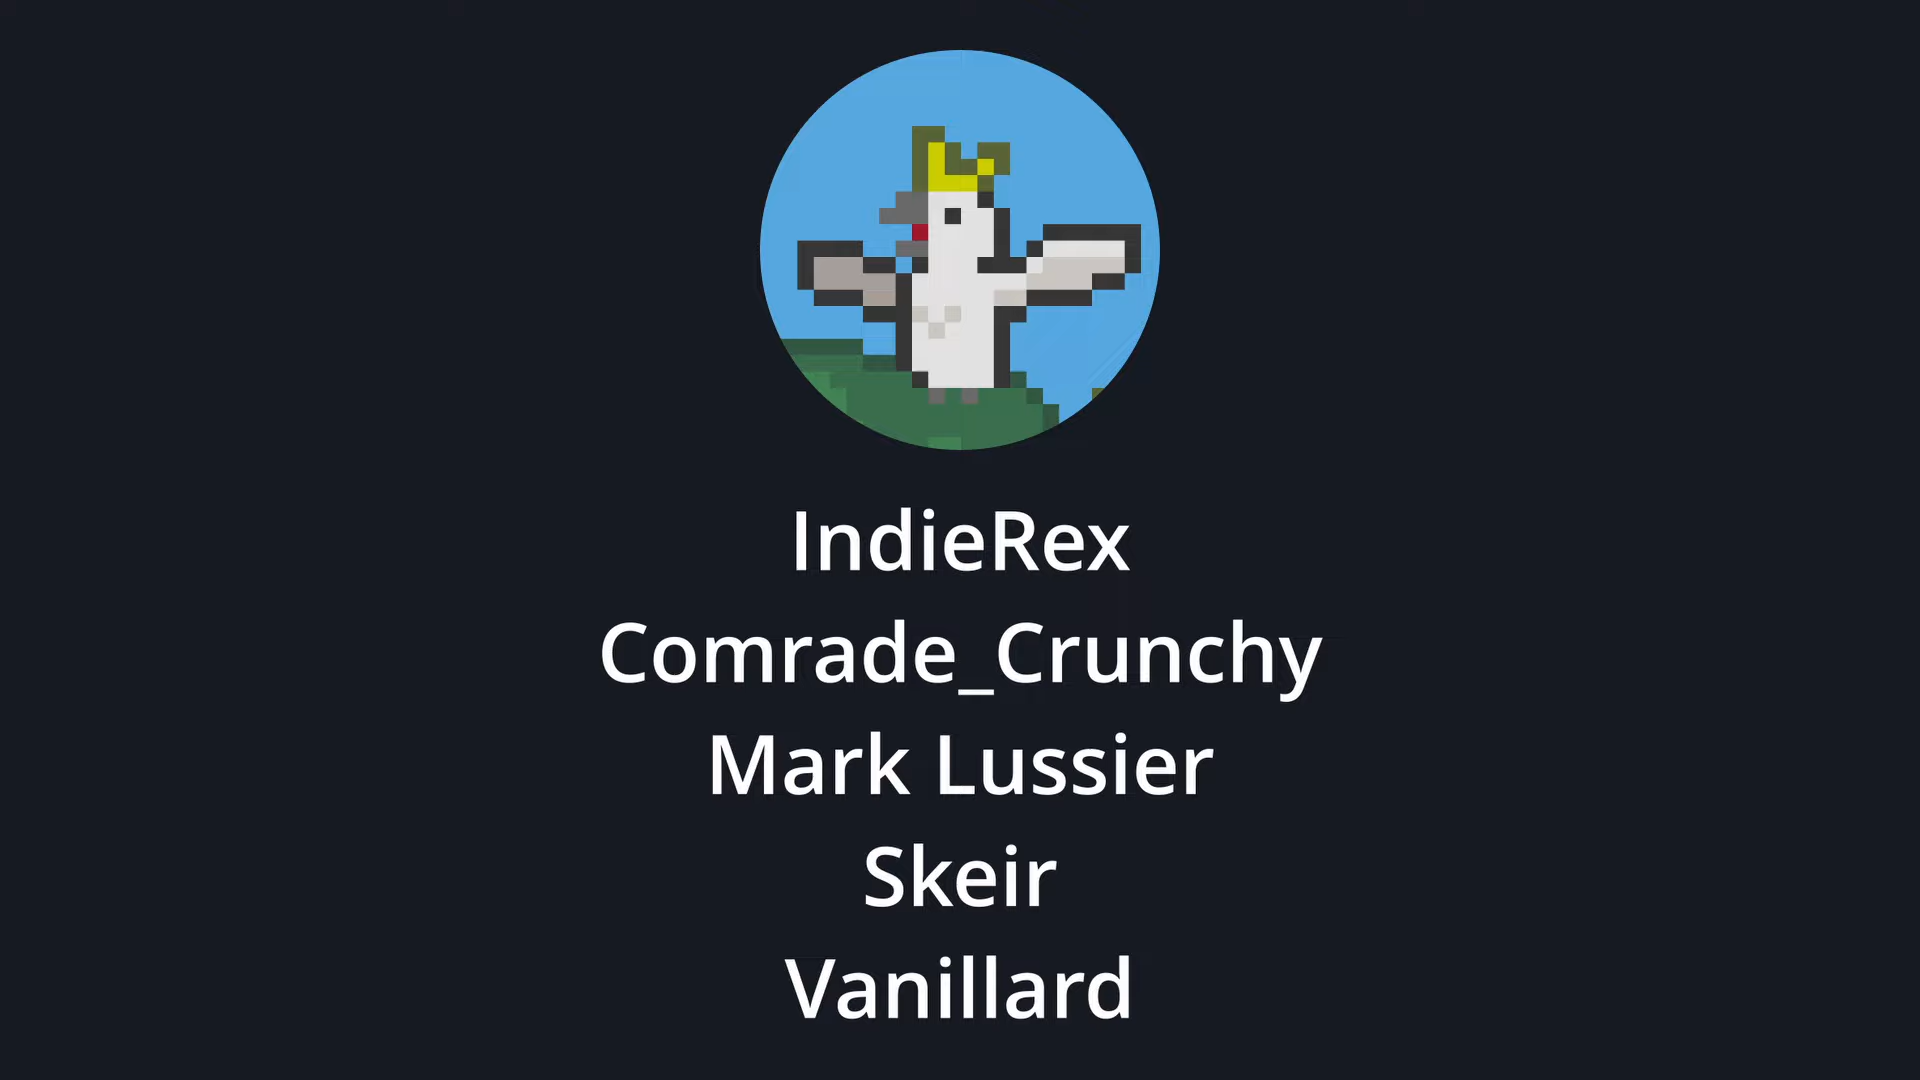 IndieRex
Comrade_Crunchy
Mark Lussier
Skeir
Vanillard